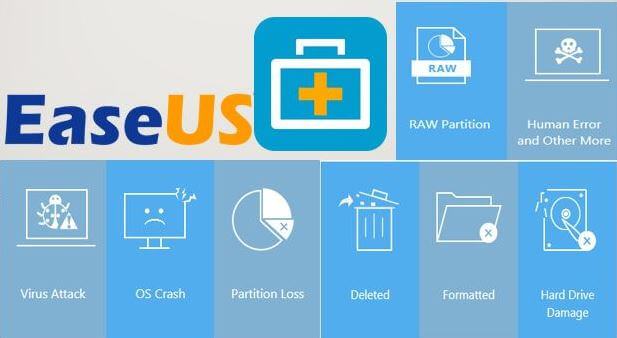 EaseUS
RAW
RAW Partition
Human Error
and Other More
Virus Attack
OS Crash
Partition Loss
Deleted
Formatted
Hard Drive
Damage